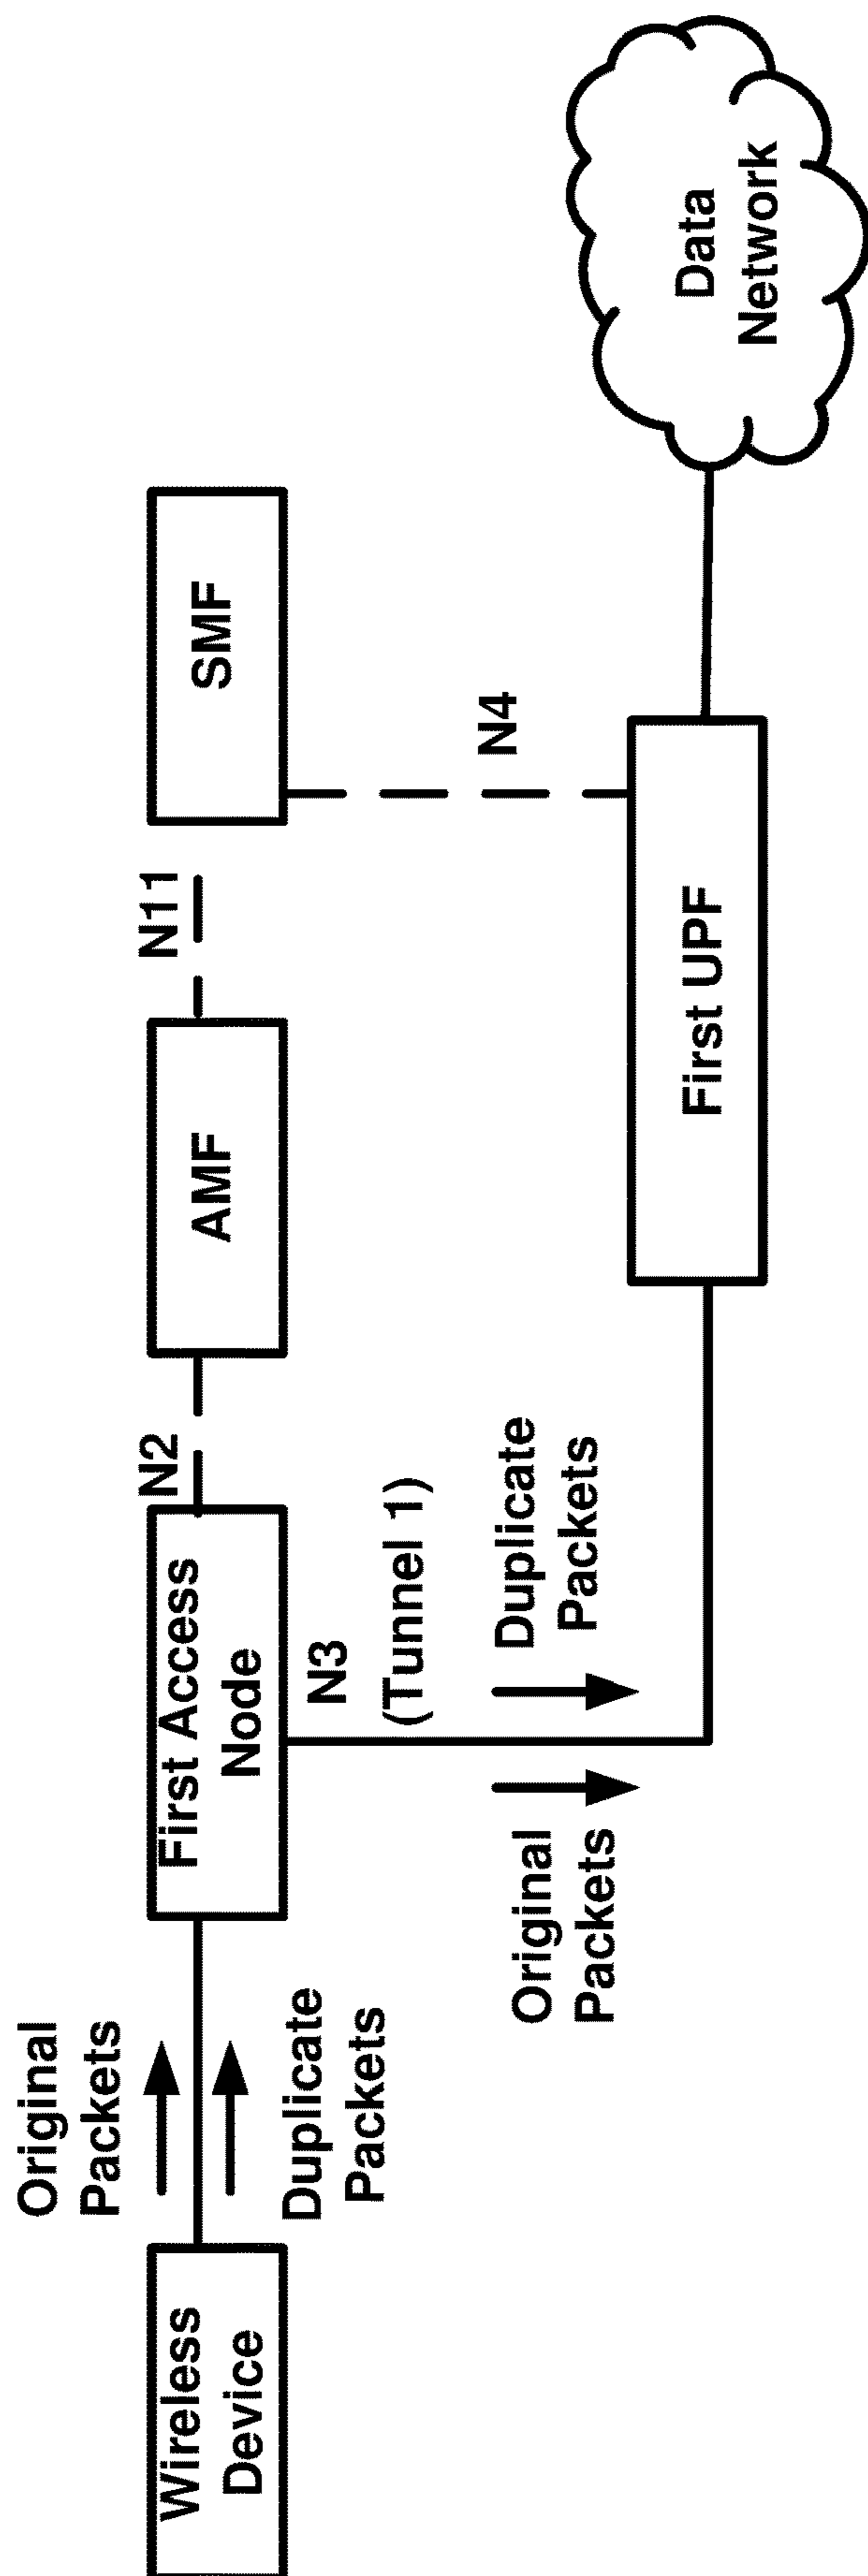 Original
Packets
Wireless
Device
Duplicate
Packets
First Access
Node
N2
AMF
N11
SMF
N3
(Tunnel 1)
N4
Original
Packets
Duplicate
Packets
First UPF
Data
Network